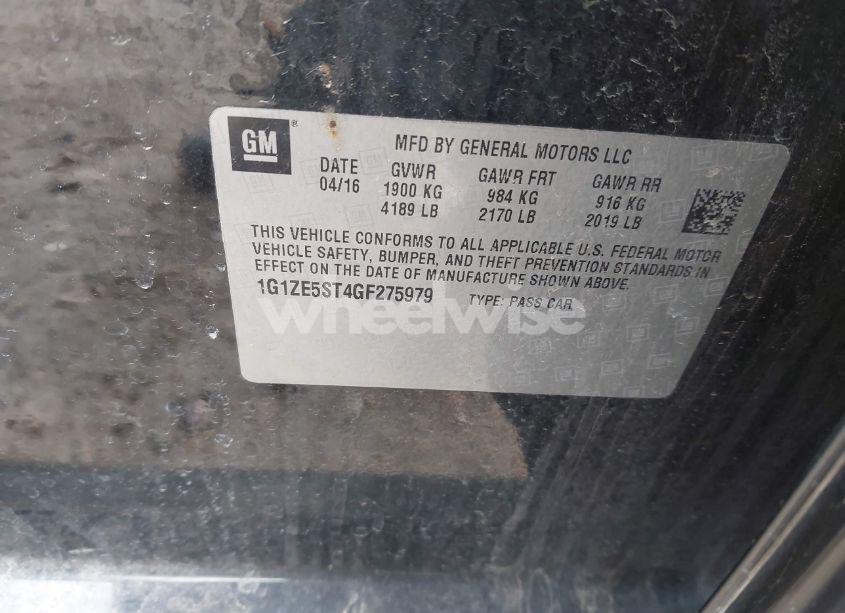 GM ®
MFD BY GENERAL MOTORS LLC
DATE GVWR GAWR FRT GAWR RR
04/16 1900 KG 984 KG 916 KG
4189 LB 2170 LB 2019 LB
THIS VEHICLE CONFORMS TO ALL APPLICABLE U.S. FEDERAL MOTOR
VEHICLE SAFETY, BUMPER, AND THEFT PREVENTION STANDARDS IN
EFFECT ON THE DATE OF MANUFACTURE SHOWN ABOVE.
1G1ZE5ST4GF275979 TYPE: PASS CAR
wheelwise